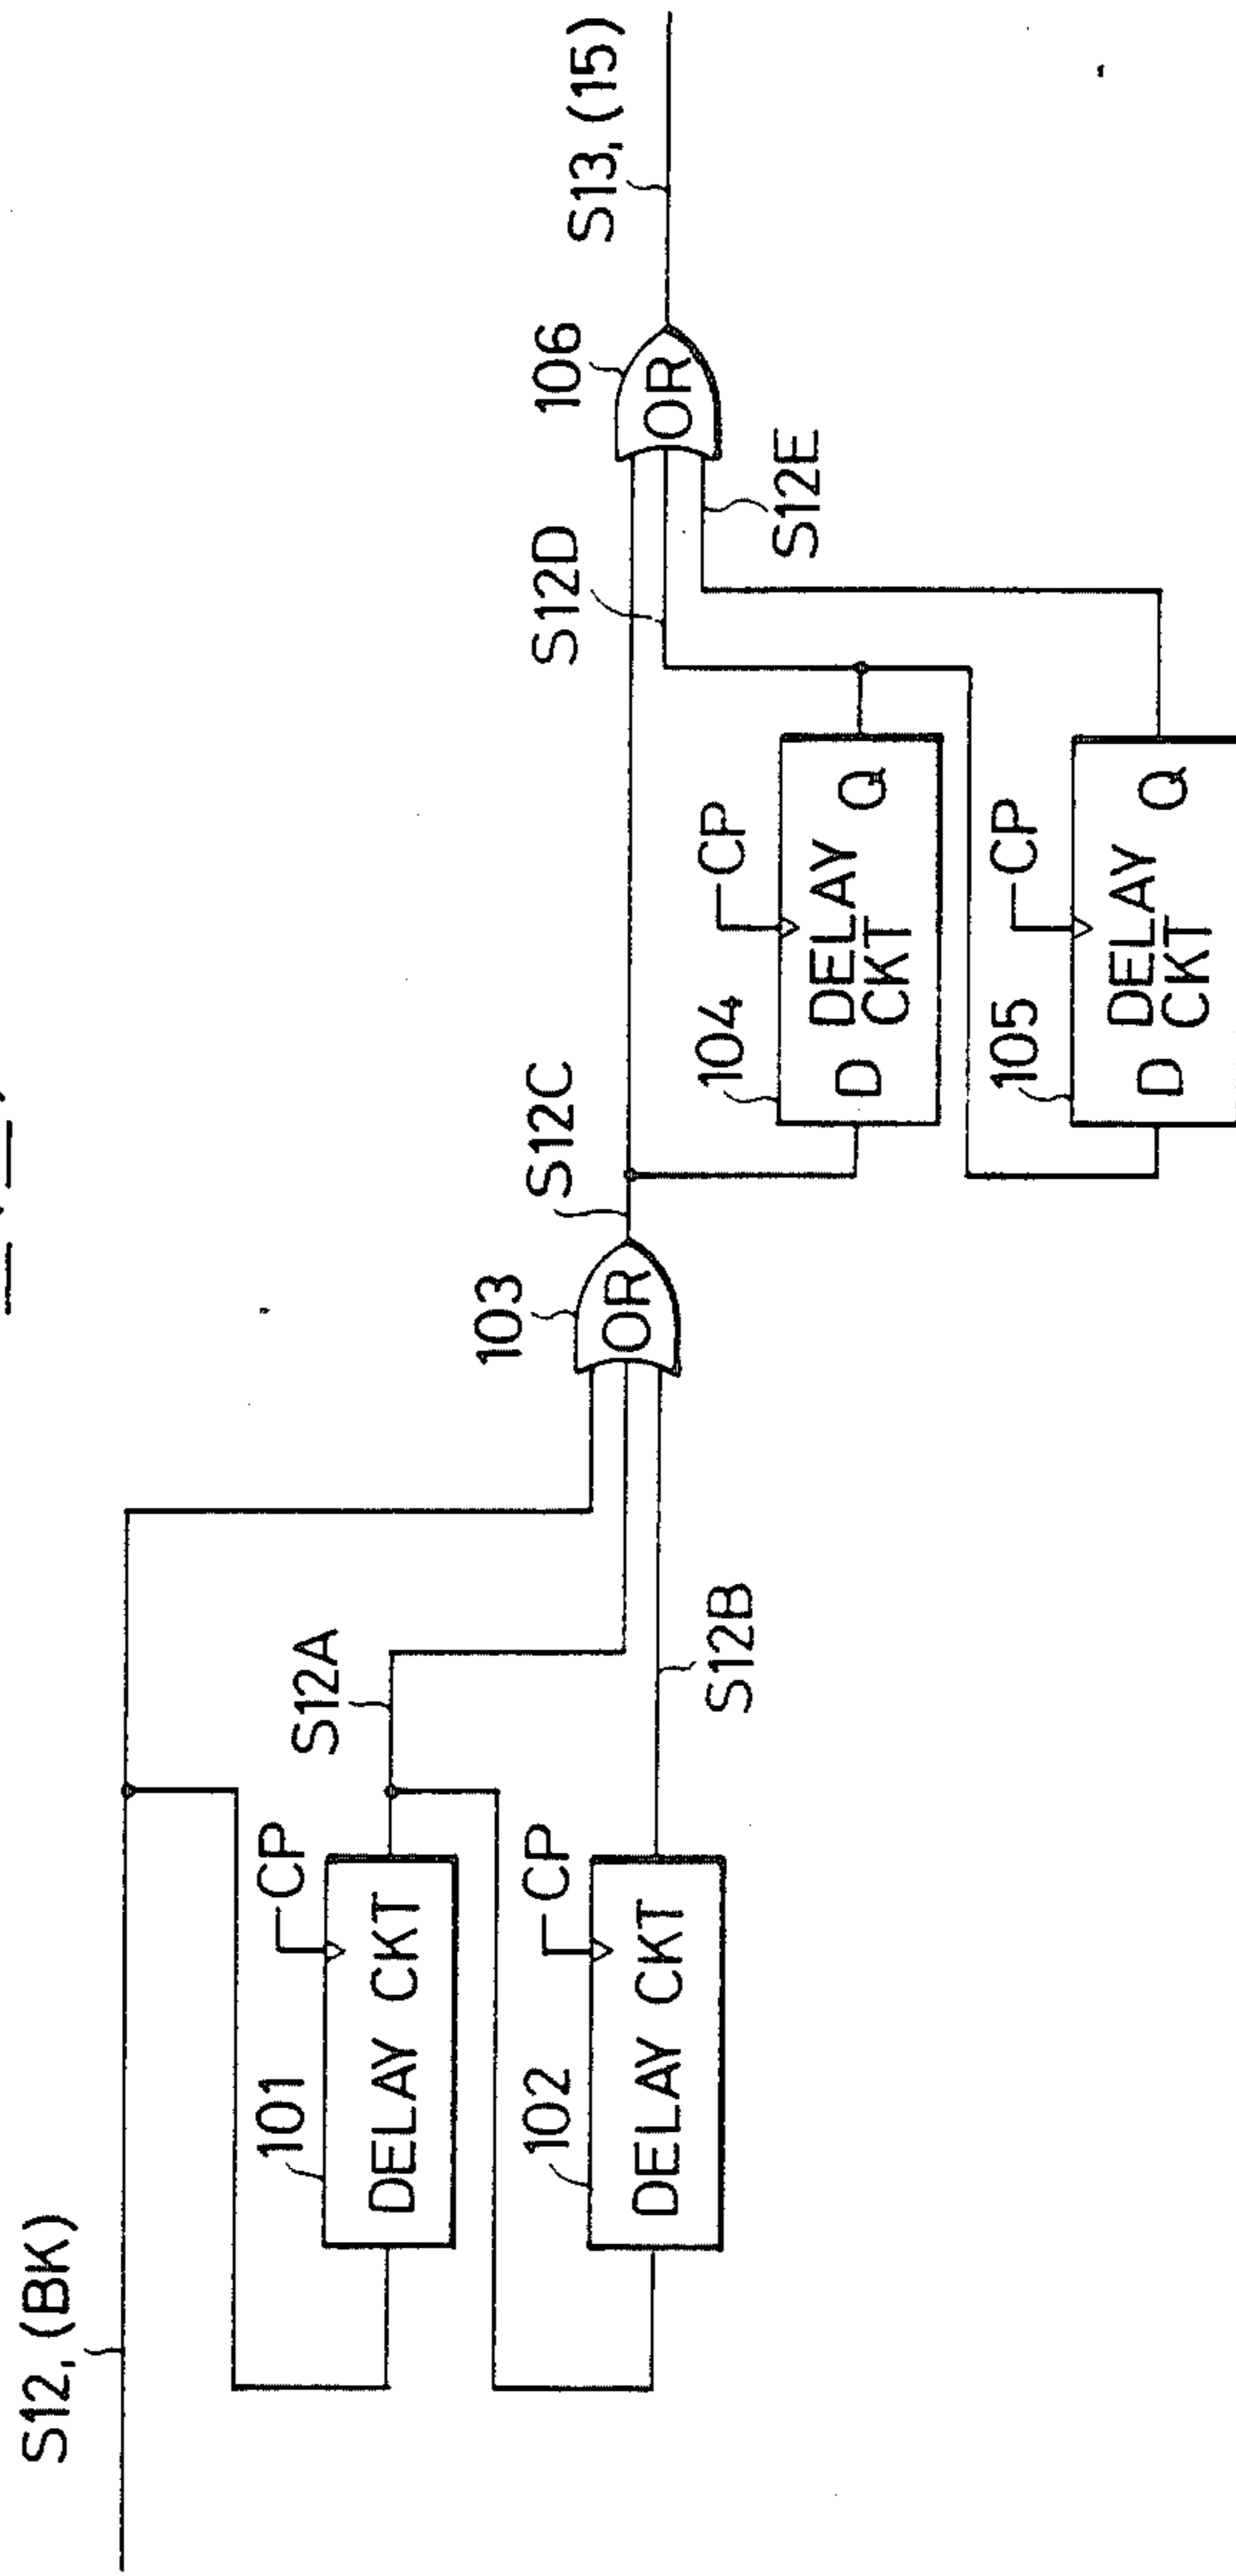 S12, (BK)
101
CP
DELAY CKT
S12A
102
CP
DELAY CKT
S12B
103
OR
S12C
104
CP
D DELAY Q
CKT
105
CP
D DELAY Q
CKT
S12D
S12E
106
OR
S13, (15)